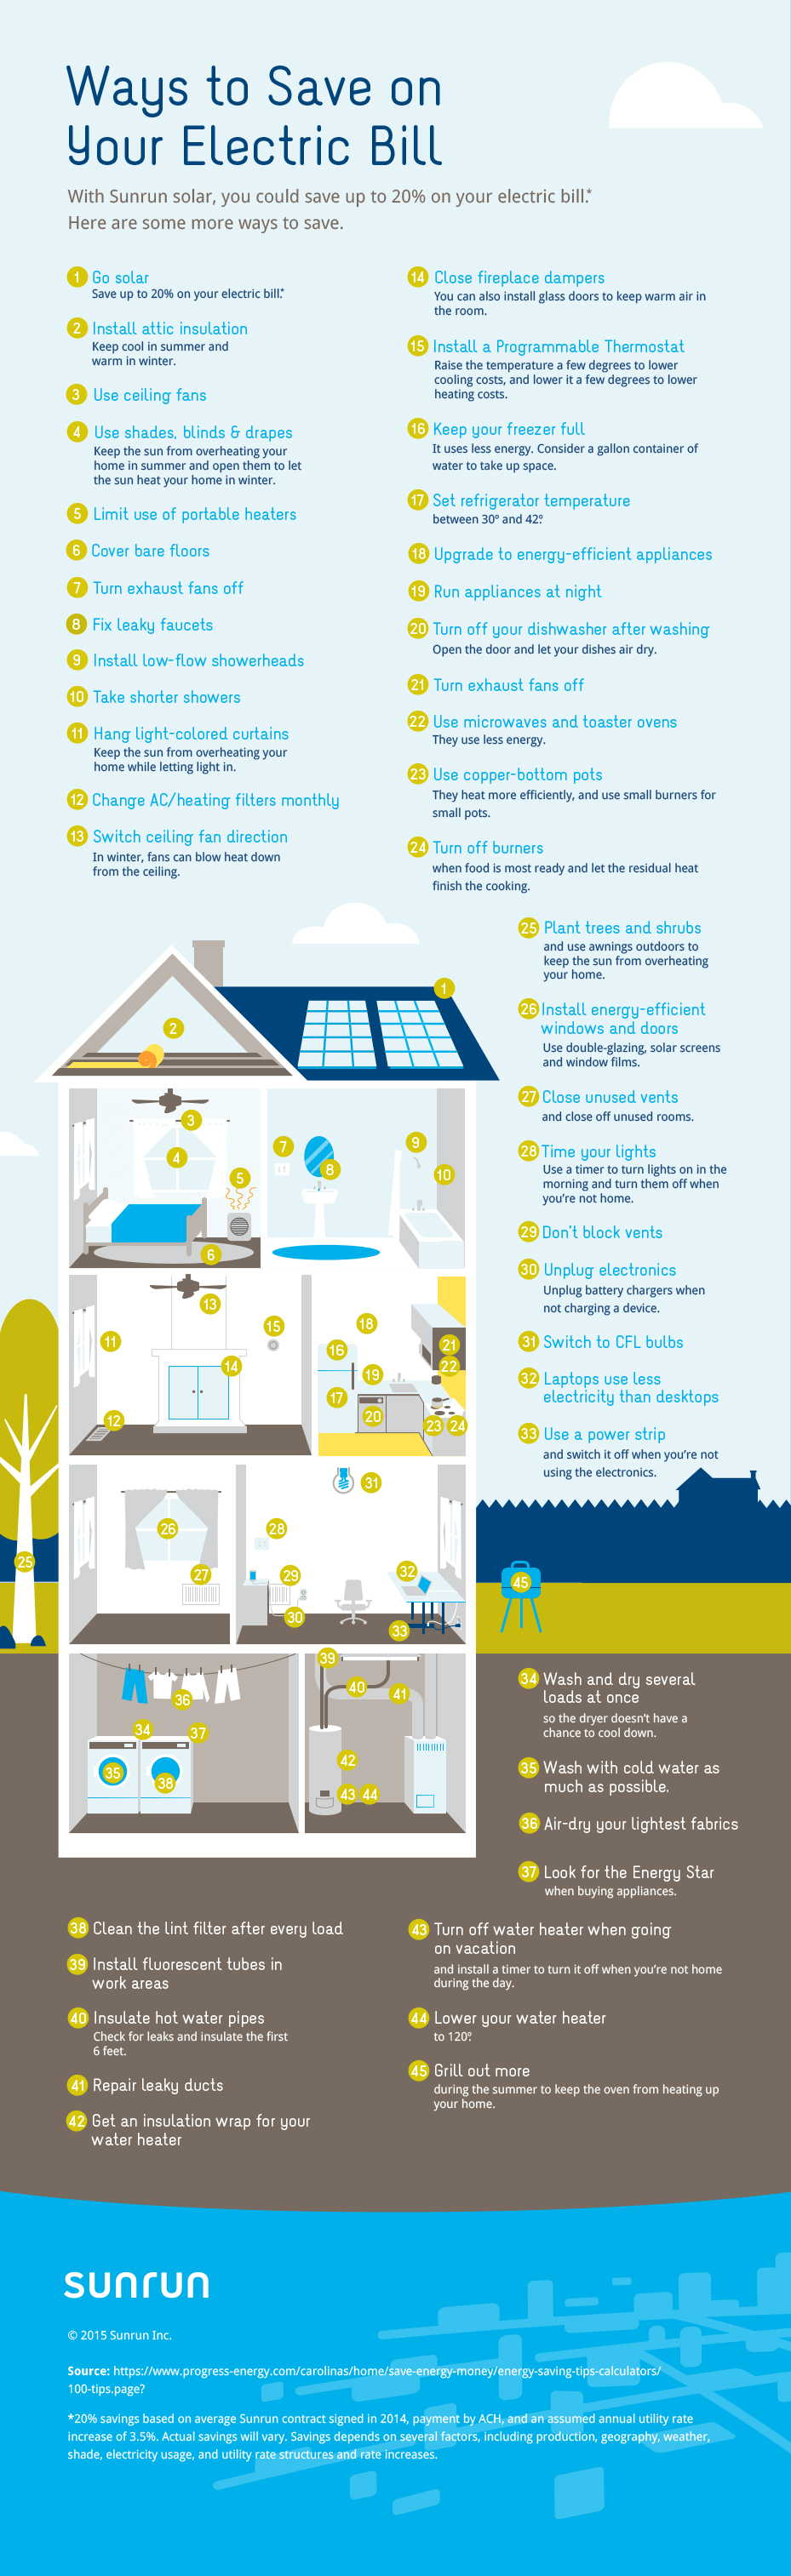 Ways to Save on
Your Electric Bill
With Sunrun solar, you could save up to 20% on your electric bill.*
Here are some more ways to save.
1 Go solar
Save up to 20% on your electric bill.*
2 Install attic insulation
Keep cool in summer and
warm in winter.
3 Use ceiling fans
4 Use shades, blinds & drapes
Keep the sun from overheating your
home in summer and open them to let
the sun heat your home in winter.
5 Limit use of portable heaters
6 Cover bare floors
7 Turn exhaust fans off
8 Fix leaky faucets
9 Install low-flow showerheads
10 Take shorter showers
11 Hang light-colored curtains
Keep the sun from overheating your
home while letting light in.
12 Change AC/heating filters monthly
13 Switch ceiling fan direction
In winter, fans can blow heat down
from the ceiling.
14 Close fireplace dampers
You can also install glass doors to keep warm air in
the room.
15 Install a Programmable Thermostat
Raise the temperature a few degrees to lower
cooling costs, and lower it a few degrees to lower
heating costs.
16 Keep your freezer full
It uses less energy. Consider a gallon container of
water to take up space.
17 Set refrigerator temperature
between 30° and 42°.
18 Upgrade to energy-efficient appliances
19 Run appliances at night
20 Turn off your dishwasher after washing
Open the door and let your dishes air dry.
21 Turn exhaust fans off
22 Use microwaves and toaster ovens
They use less energy.
23 Use copper-bottom pots
They heat more efficiently, and use small burners for
small pots.
24 Turn off burners
when food is most ready and let the residual heat
finish the cooking.
25 Plant trees and shrubs
and use awnings outdoors to
keep the sun from overheating
your home.
26 Install energy-efficient
windows and doors
Use double-glazing, solar screens
and window films.
27 Close unused vents
and close off unused rooms.
28 Time your lights
Use a timer to turn lights on in the
morning and turn them off when
you're not home.
29 Don't block vents
30 Unplug electronics
Unplug battery chargers when
not charging a device.
31 Switch to CFL bulbs
32 Laptops use less
electricity than desktops
33 Use a power strip
and switch it off when you're not
using the electronics.
1
2
3
4
5
6
7
8
9
10
11
12
13
14
15
16
17
18
19
20
21
22
23
24
25
26
27
28
29
30
31
32
33
45
34
35
36
37
38
39
40
41
42
43
44
34 Wash and dry several
loads at once
so the dryer doesn't have a
chance to cool down.
35 Wash with cold water as
much as possible.
36 Air-dry your lightest fabrics
37 Look for the Energy Star
when buying appliances.
38 Clean the lint filter after every load
39 Install fluorescent tubes in
work areas
40 Insulate hot water pipes
Check for leaks and insulate the first
6 feet.
41 Repair leaky ducts
42 Get an insulation wrap for your
water heater
43 Turn off water heater when going
on vacation
and install a timer to turn it off when you're not home
during the day.
44 Lower your water heater
to 120°.
45 Grill out more
during the summer to keep the oven from heating up
your home.
sunrun
© 2015 Sunrun Inc.
Source: https://www.progress-energy.com/carolinas/home/save-energy-money/energy-saving-tips-calculators/
100-tips.page?
*20% savings based on average Sunrun contract signed in 2014, payment by ACH, and an assumed annual utility rate
increase of 3.5%. Actual savings will vary. Savings depends on several factors, including production, geography, weather,
shade, electricity usage, and utility rate structures and rate increases.